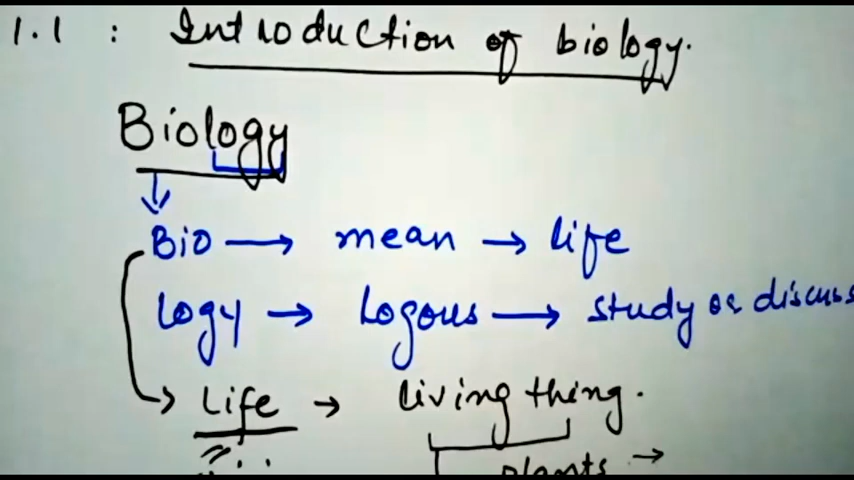 1.1 : Introduction of biology.
Biology
Bio → mean → life
logy → Logous → study or discuss
Life → living thing.
plants →